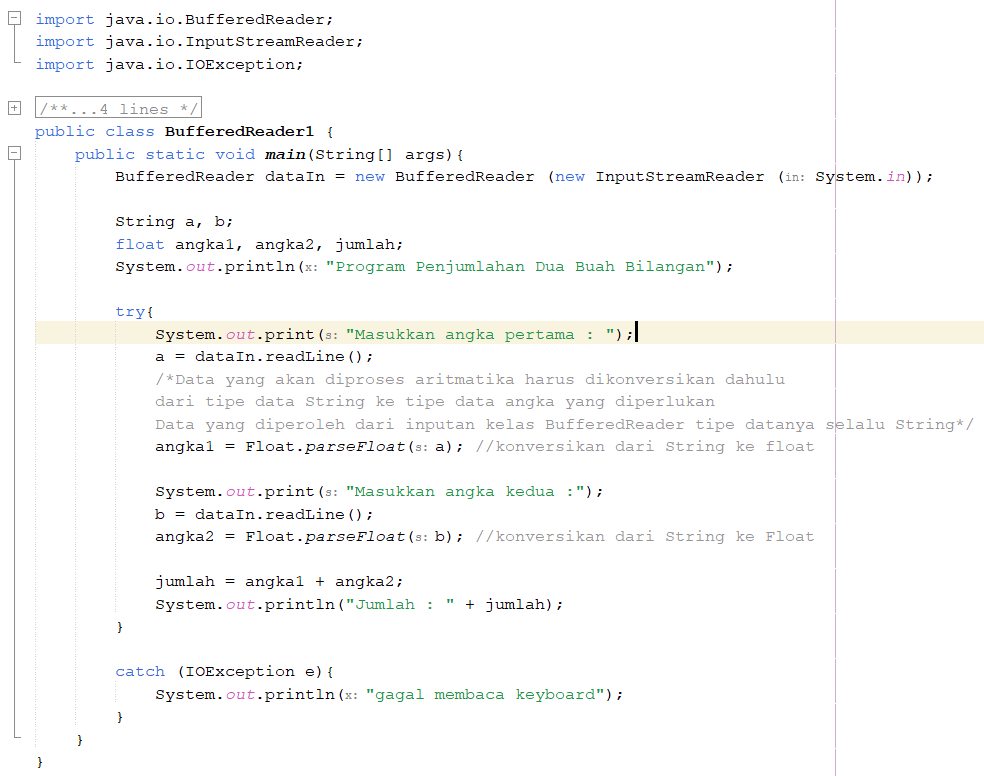 import java.io.BufferedReader;
import java.io.InputStreamReader;
import java.io.IOException;
/**...4 lines */
public class BufferedReader1 {
public static void main(String[] args){
BufferedReader dataIn = new BufferedReader (new InputStreamReader (in: System.in));
String a, b;
float angka1, angka2, jumlah;
System.out.println(x: "Program Penjumlahan Dua Buah Bilangan");
try{
System.out.print(s: "Masukkan angka pertama : ");
a = dataIn.readLine();
/*Data yang akan diproses aritmatika harus dikonversikan dahulu
dari tipe data String ke tipe data angka yang diperlukan
Data yang diperoleh dari inputan kelas BufferedReader tipe datanya selalu String*/
angka1 = Float.parseFloat(s: a); //konversikan dari String ke float
System.out.print(s: "Masukkan angka kedua :");
b = dataIn.readLine();
angka2 = Float.parseFloat(s: b); //konversikan dari String ke Float
jumlah = angka1 + angka2;
System.out.println("Jumlah : " + jumlah);
}
catch (IOException e){
System.out.println(x: "gagal membaca keyboard");
}
}
}